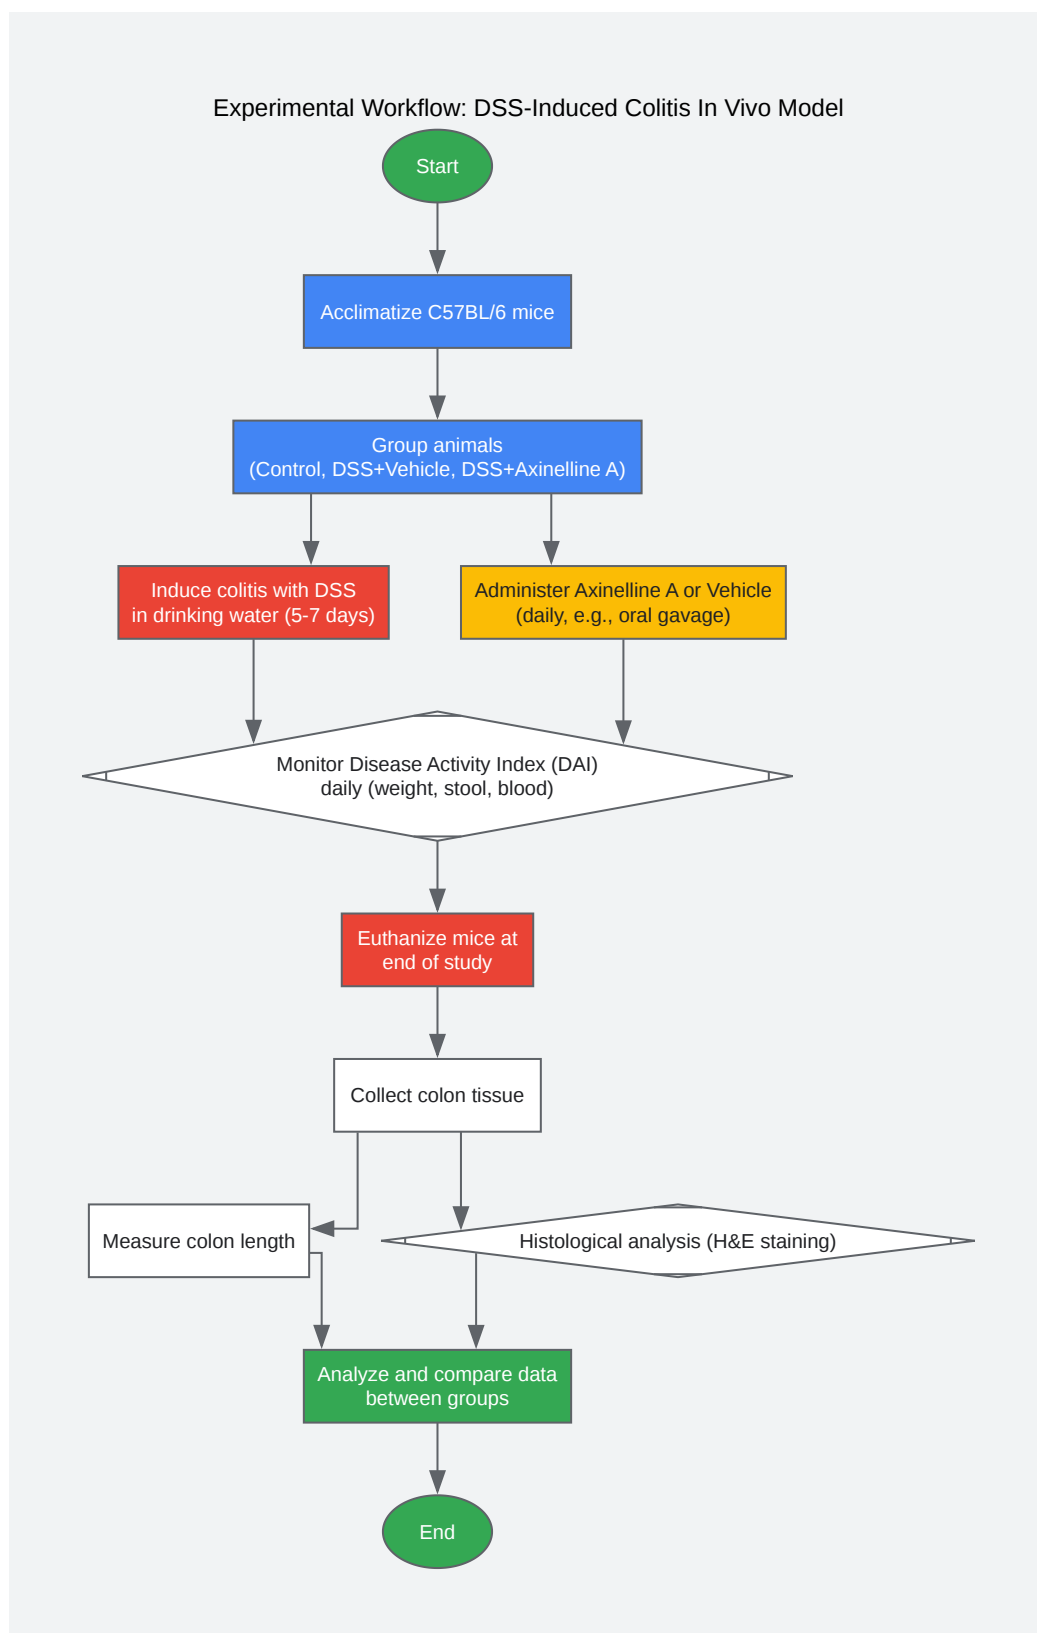 Experimental Workflow: DSS-Induced Colitis In Vivo Model
Start
Acclimatize C57BL/6 mice
Group animals
(Control, DSS+Vehicle, DSS+Axinelline A)
Induce colitis with DSS
in drinking water (5-7 days)
Administer Axinelline A or Vehicle
(daily, e.g., oral gavage)
Monitor Disease Activity Index (DAI)
daily (weight, stool, blood)
Euthanize mice at
end of study
Collect colon tissue
Measure colon length
Histological analysis (H&E staining)
Analyze and compare data
between groups
End